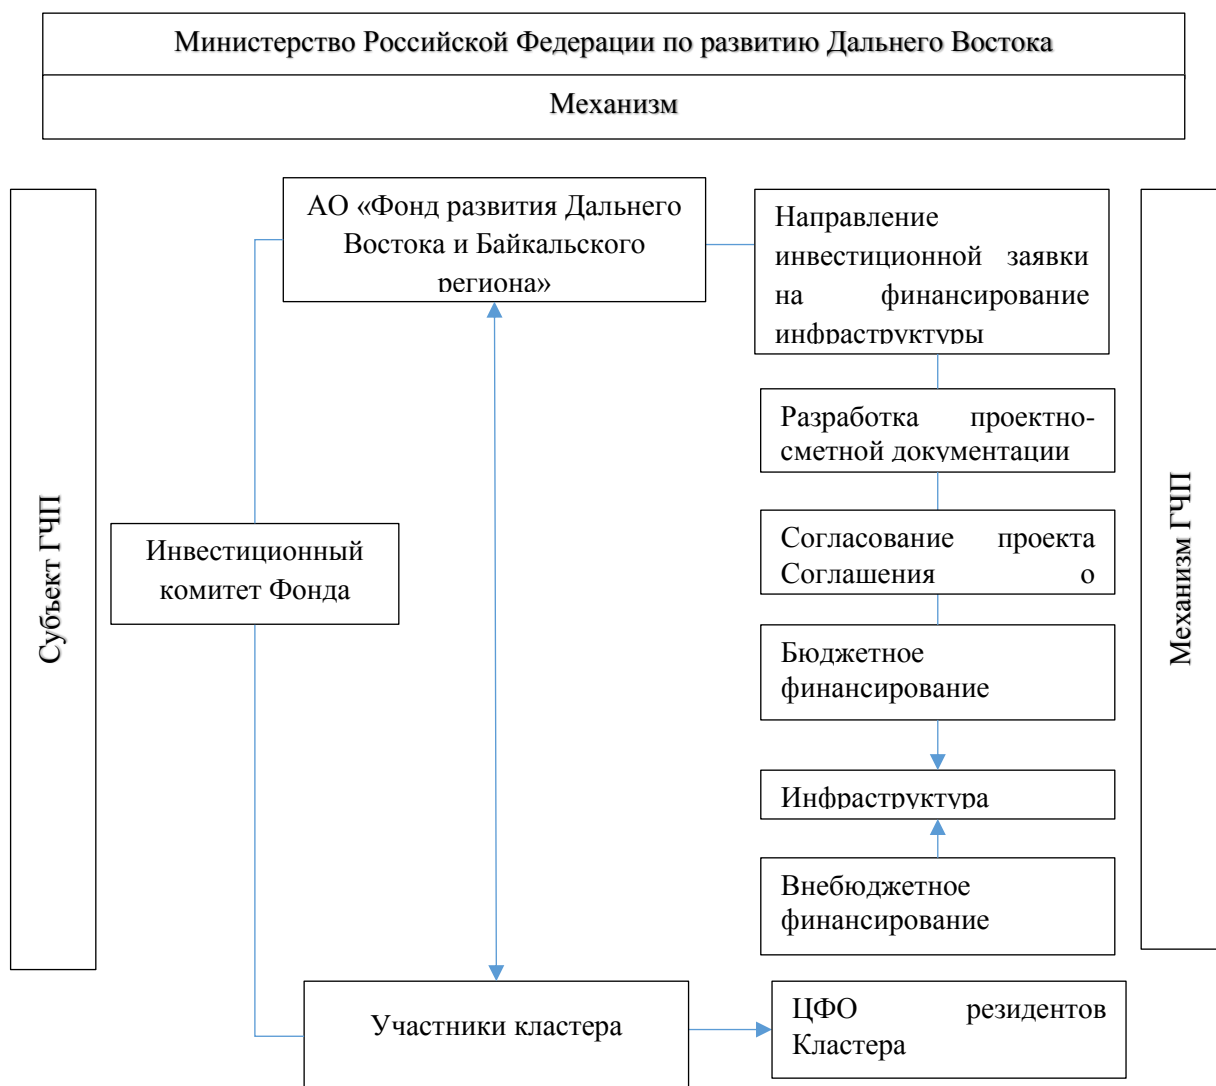 Министерство Российской Федерации по развитию Дальнего Востока
Механизм
Субъект ГЧП
АО «Фонд развития Дальнего
Востока и Байкальского
региона»
Направление
инвестиционной заявки
на финансирование
инфраструктуры
Разработка проектно-
сметной документации
Инвестиционный
комитет Фонда
Согласование проекта
Соглашения о
Бюджетное
финансирование
Инфраструктура
Внебюджетное
финансирование
Механизм ГЧП
Участники кластера
ЦФО резидентов
Кластера